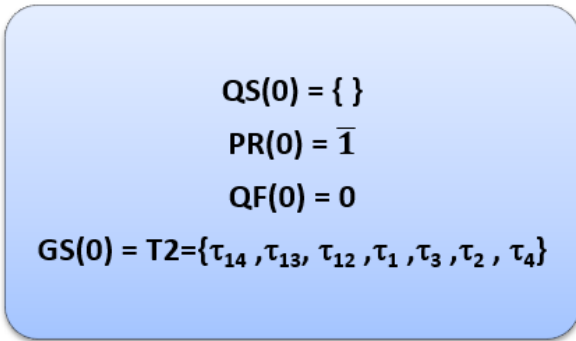 QS(0) = { }
PR(0) = 1̅
QF(0) = 0
GS(0) = T2={τ₁₄ ,τ₁₃, τ₁₂ ,τ₁ ,τ₃ ,τ₂ , τ₄}